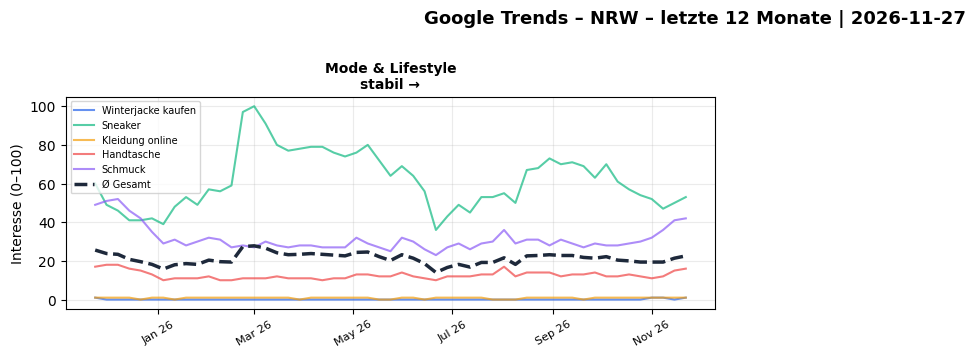 Google Trends – NRW – letzte 12 Monate | 2026-11-27
Mode & Lifestyle
stabil →
Interesse (0–100)
100
80
60
40
20
0
Winterjacke kaufen
Sneaker
Kleidung online
Handtasche
Schmuck
Ø Gesamt
Jan 26
Mar 26
May 26
Jul 26
Sep 26
Nov 26